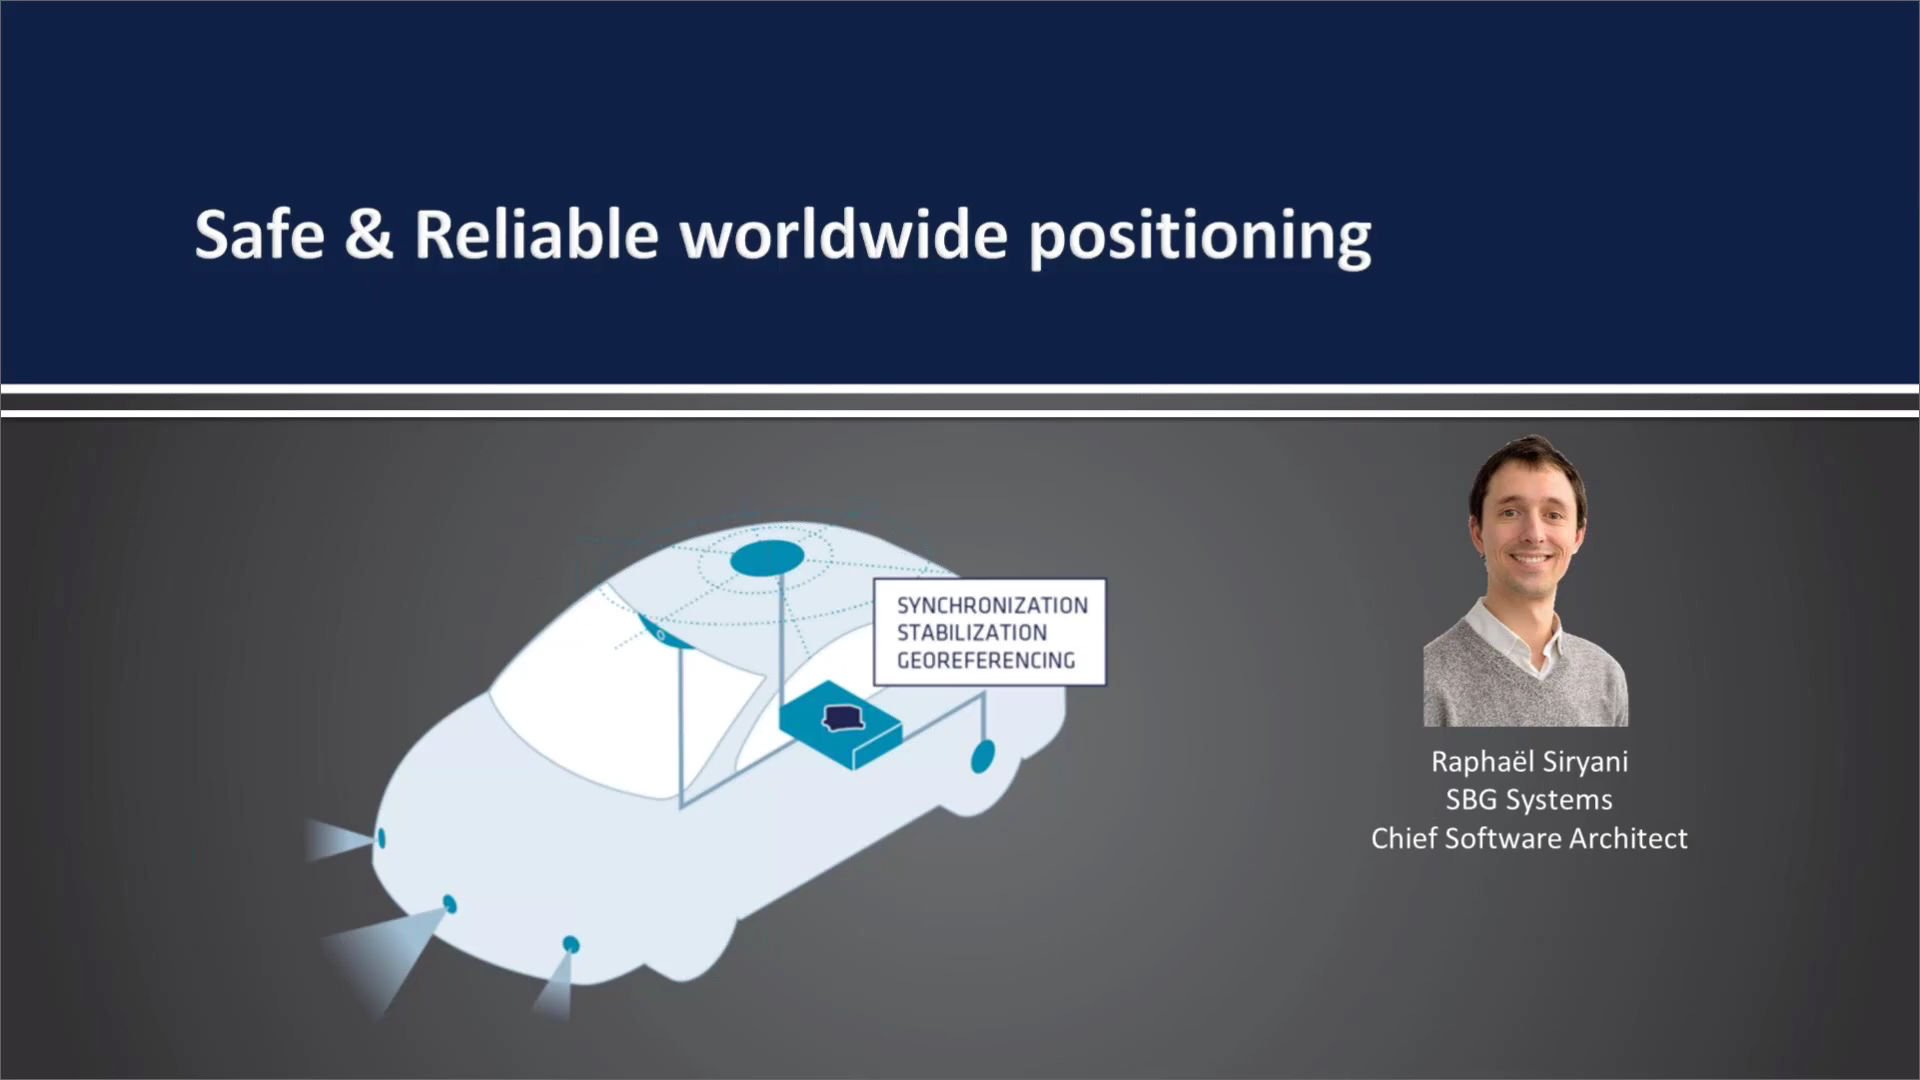 Safe & Reliable worldwide positioning
SYNCHRONIZATION
STABILIZATION
GEOREFERENCING
Raphaël Siryani
SBG Systems
Chief Software Architect